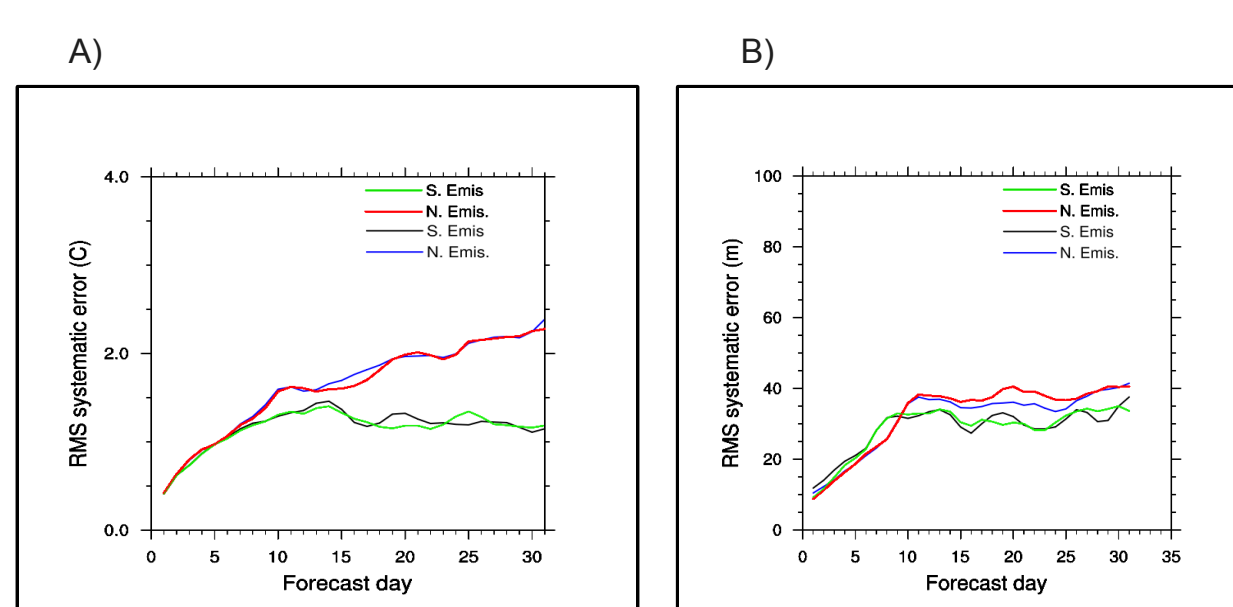 A)
B)
4.0
2.0
0.0
RMS systematic error (C)
S. Emis
N. Emis.
S. Emis
N. Emis.
0 5 10 15 20 25 30
Forecast day
100
80
60
40
20
0
RMS systematic error (m)
S. Emis
N. Emis.
S. Emis
N. Emis.
0 5 10 15 20 25 30 35
Forecast day